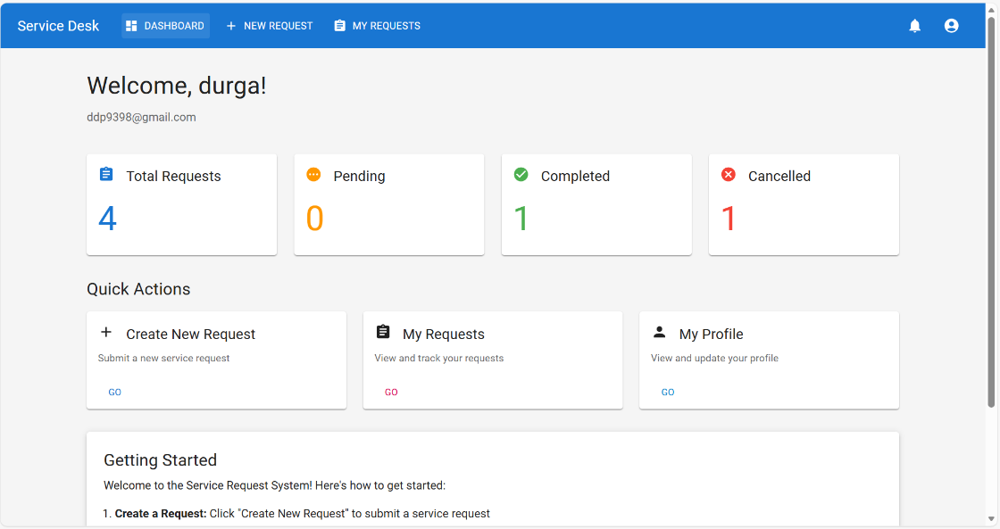 Service Desk DASHBOARD NEW REQUEST MY REQUESTS
Welcome, durga!
ddp9398@gmail.com
Total Requests
4
Pending
0
Completed
1
Cancelled
1
Quick Actions
Create New Request
Submit a new service request
GO
My Requests
View and track your requests
GO
My Profile
View and update your profile
GO
Getting Started
Welcome to the Service Request System! Here's how to get started:
1. Create a Request: Click "Create New Request" to submit a service request